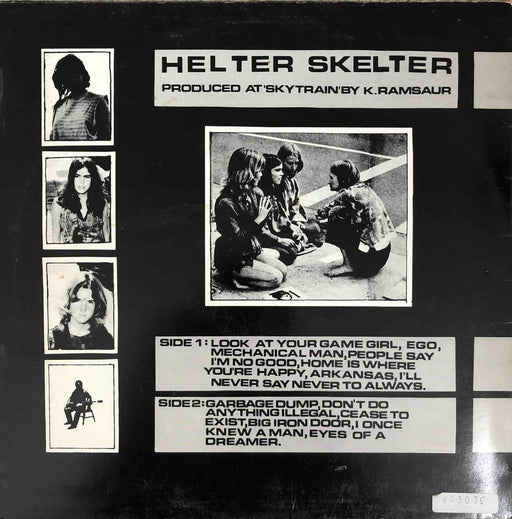 HELTER SKELTER
PRODUCED AT 'SKYTRAIN' BY K.RAMSAUR
SIDE 1: LOOK AT YOUR GAME GIRL, EGO,
MECHANICAL MAN, PEOPLE SAY
I'M NO GOOD, HOME IS WHERE
YOU'RE HAPPY, ARKANSAS, I'LL
NEVER SAY NEVER TO ALWAYS.
SIDE 2: GARBAGE DUMP, DON'T DO
ANYTHING ILLEGAL, CEASE TO
EXIST, BIG IRON DOOR, I ONCE
KNEW A MAN, EYES OF A
DREAMER.